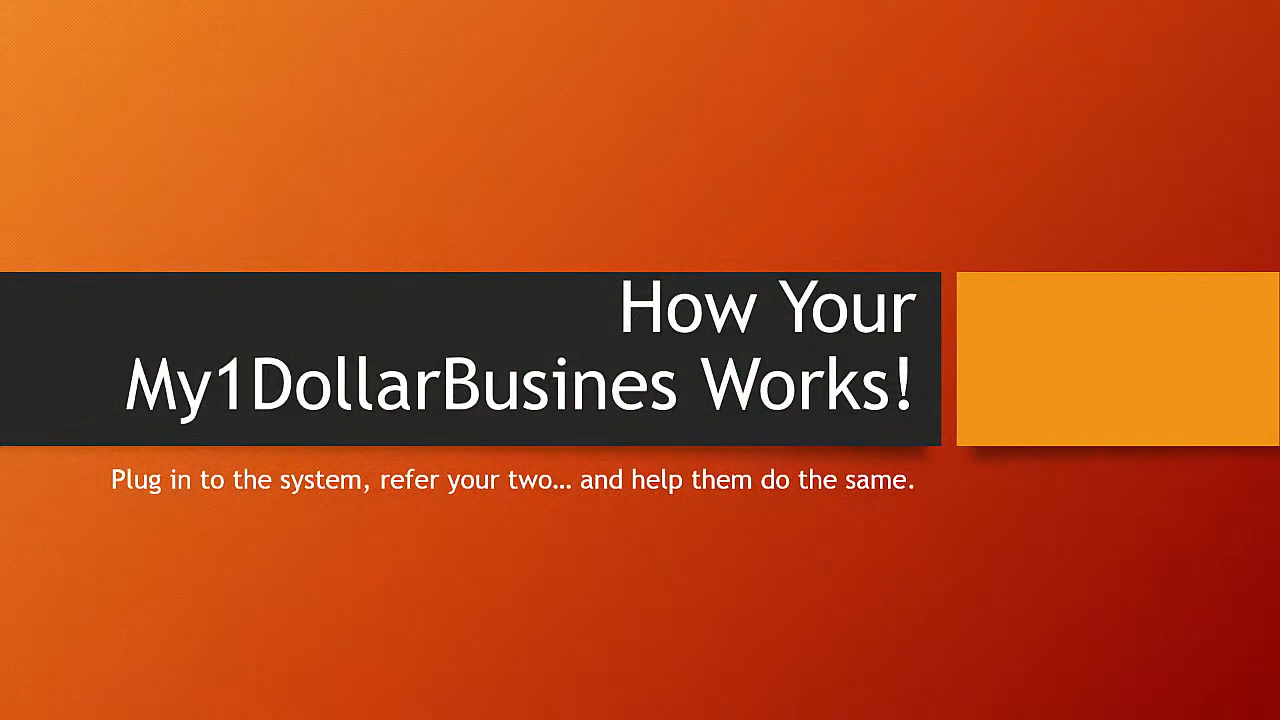 How Your
My1DollarBusines Works!
Plug in to the system, refer your two… and help them do the same.